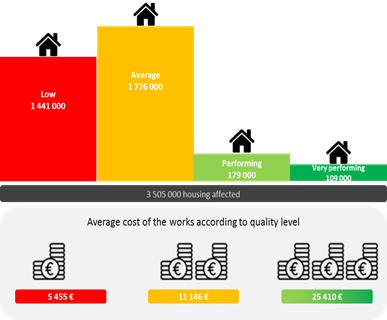 Low
1 441 000
Average
1 776 000
Performing
179 000
Very performing
109 000
3 505 000 housing affected
Average cost of the works according to quality level
5 455 €
11 146 €
25 410 €